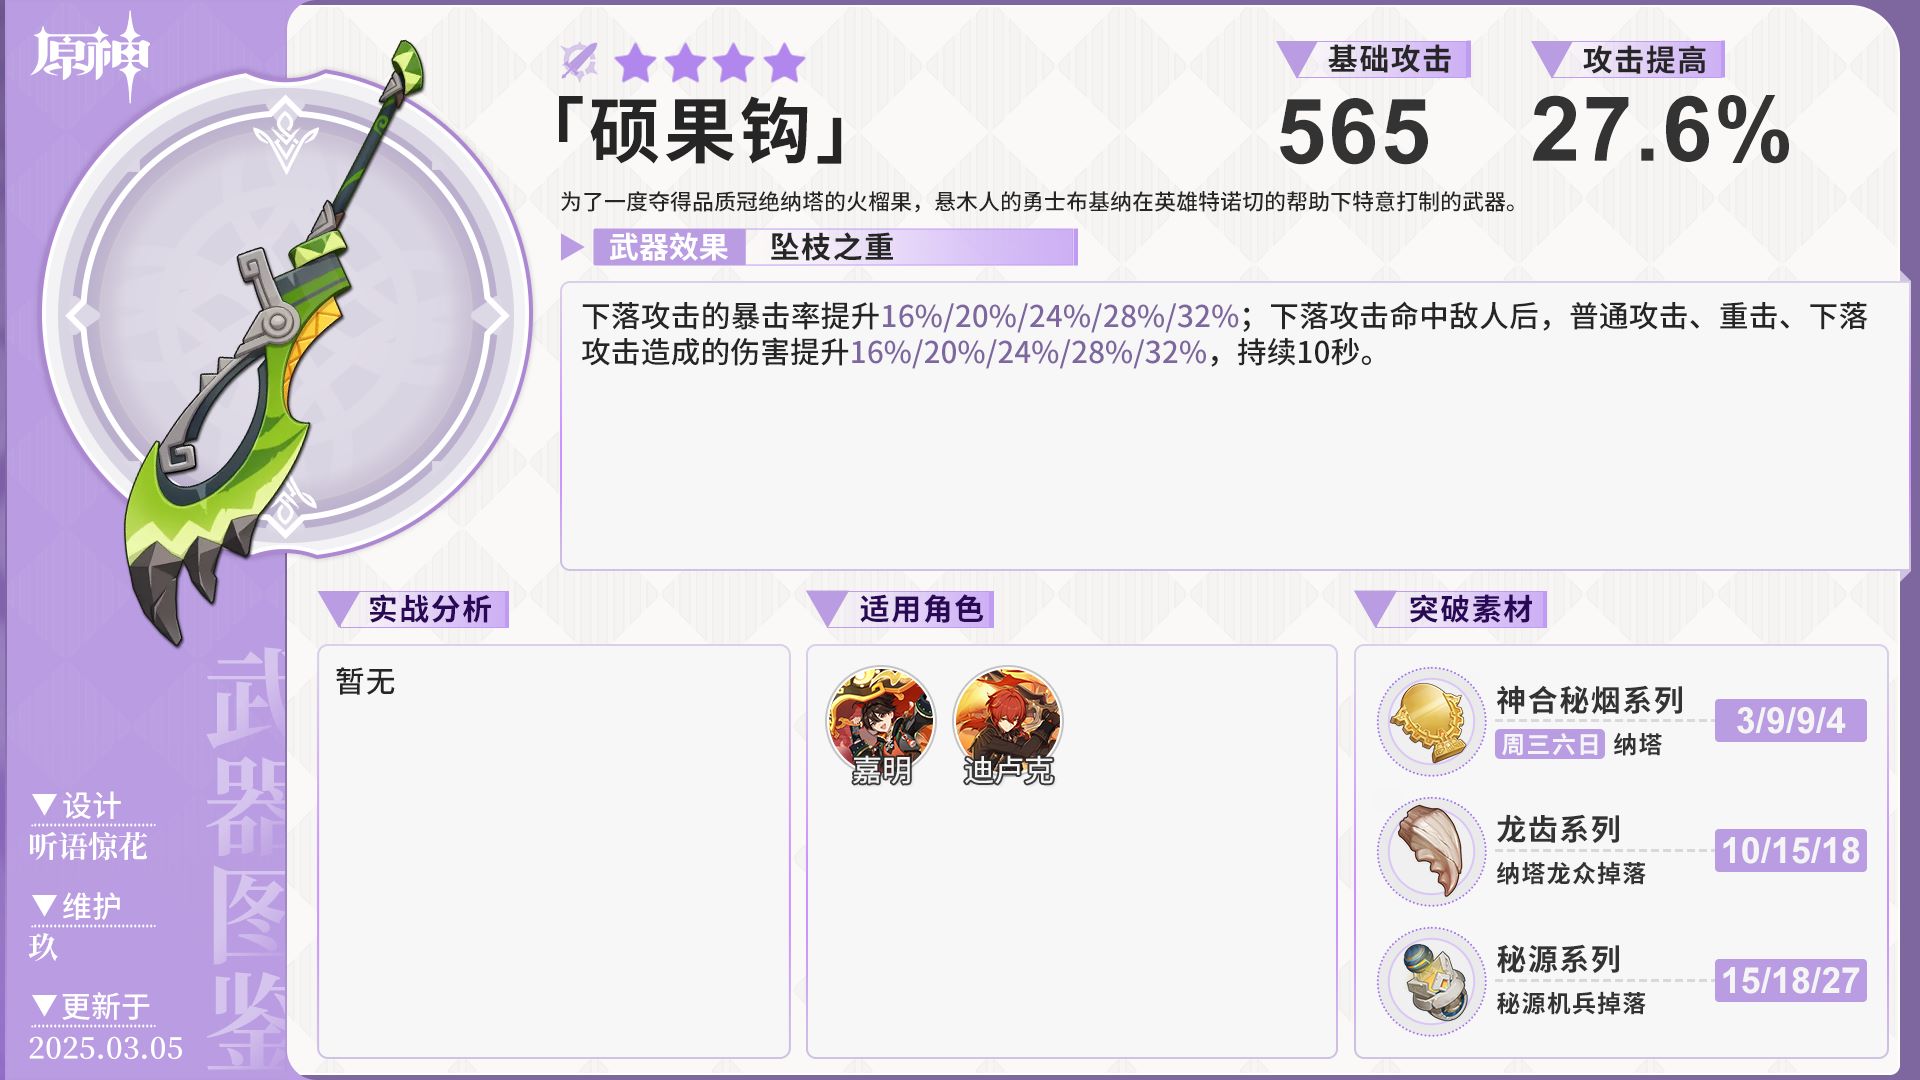 原神
「硕果钩」
基础攻击
565
攻击提高
27.6%
为了一度夺得品质冠绝纳塔的火榴果，悬木人的勇士布基纳在英雄特诺切的帮助下特意打制的武器。
武器效果
坠枝之重
下落攻击的暴击率提升16%/20%/24%/28%/32%；下落攻击命中敌人后，普通攻击、重击、下落
攻击造成的伤害提升16%/20%/24%/28%/32%，持续10秒。
实战分析
暂无
适用角色
嘉明
迪卢克
突破素材
神合秘烟系列
周三六日 纳塔
3/9/9/4
龙齿系列
纳塔龙众掉落
10/15/18
秘源系列
秘源机兵掉落
15/18/27
武器图鉴
▼设计
听语惊花
▼维护
玖
▼更新于
2025.03.05